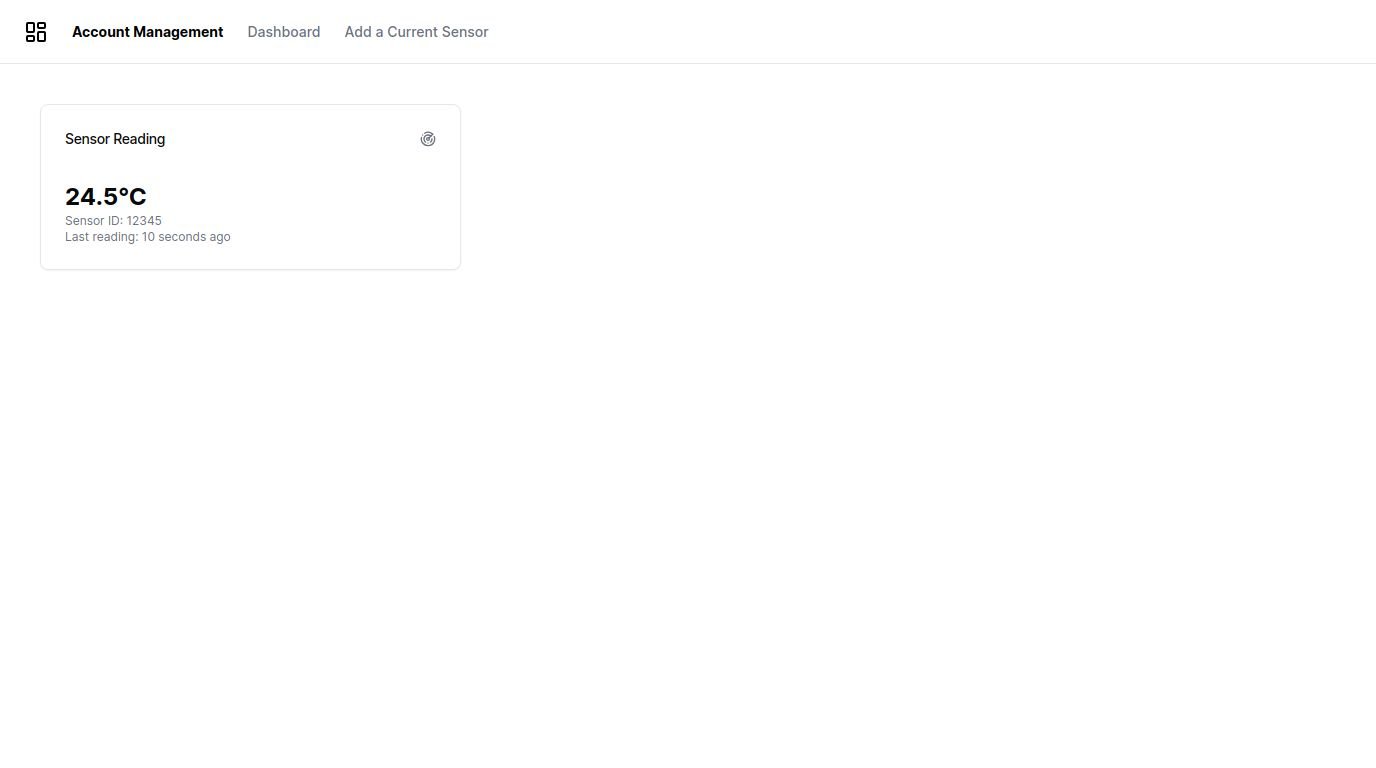 Account Management Dashboard Add a Current Sensor
Sensor Reading
24.5°C
Sensor ID: 12345
Last reading: 10 seconds ago